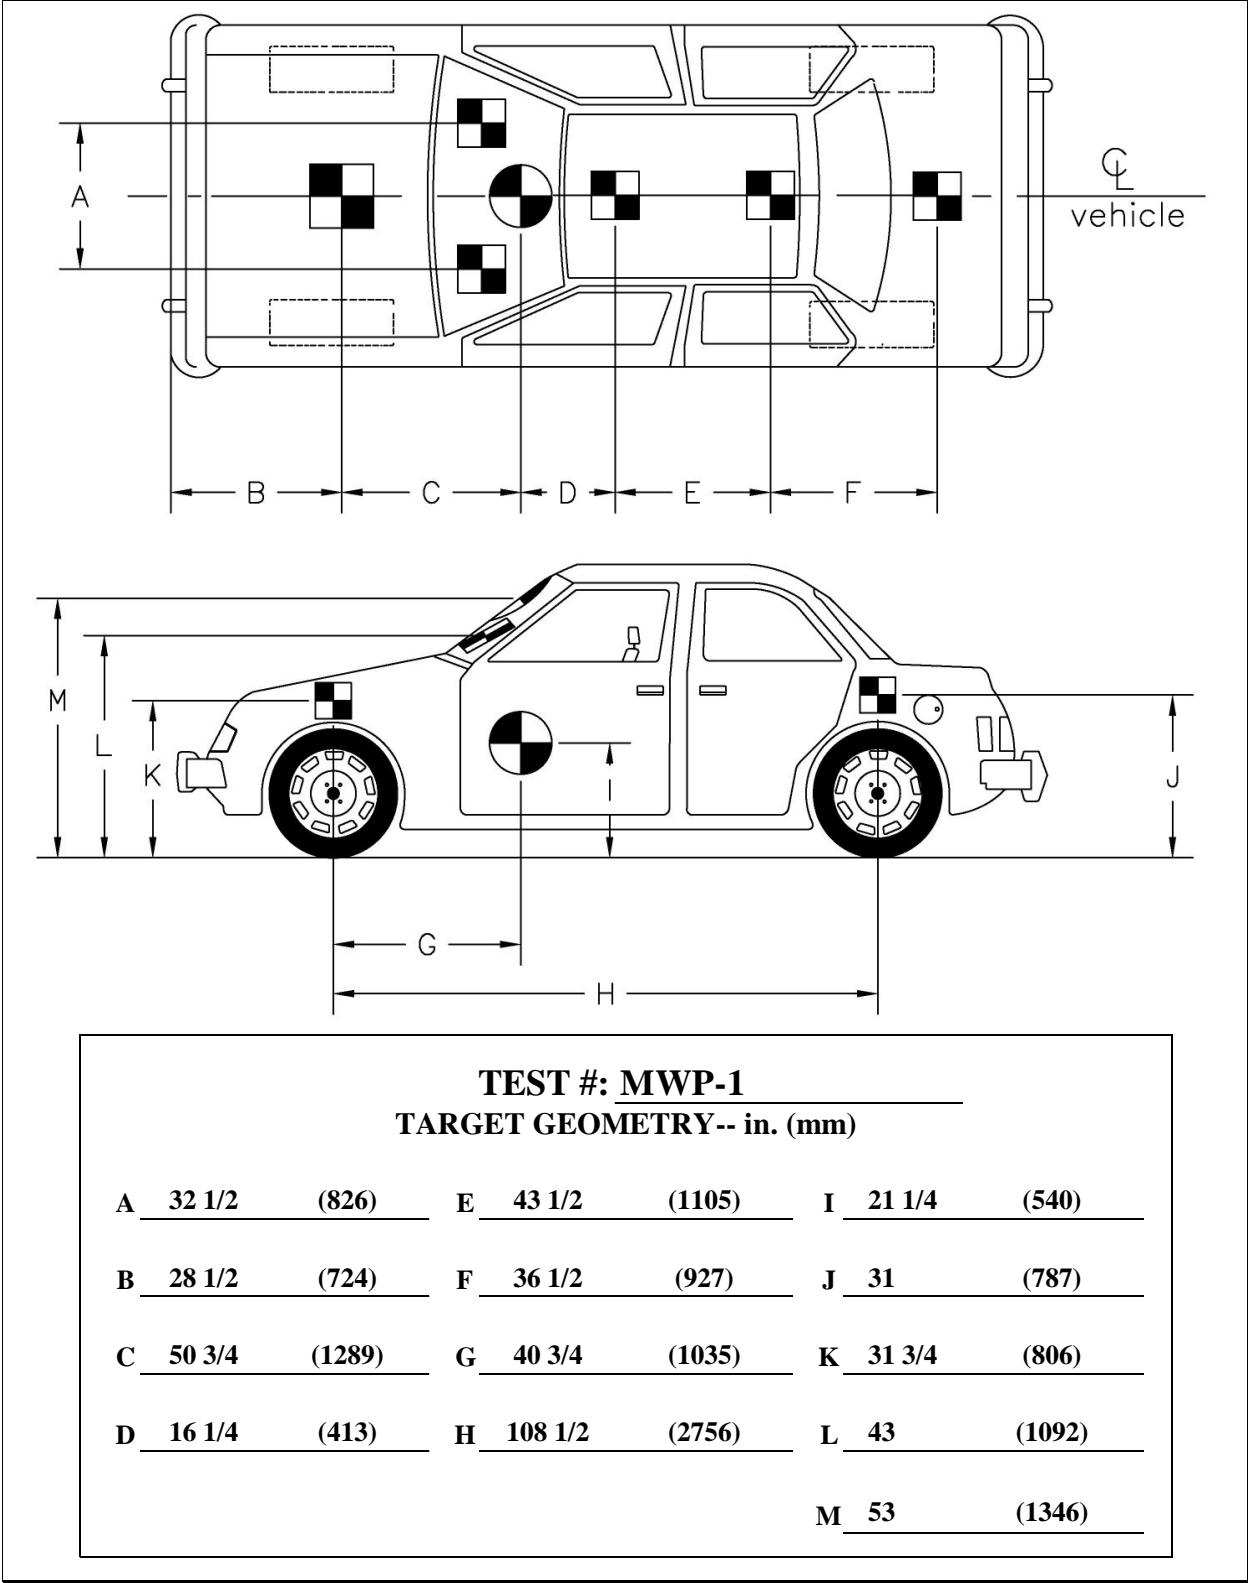 A
℄
vehicle
B C D E F
M
L
K
I
J
G
H
TEST #: MWP-1
TARGET GEOMETRY-- in. (mm)
A 32 1/2 (826) E 43 1/2 (1105) I 21 1/4 (540)
B 28 1/2 (724) F 36 1/2 (927) J 31 (787)
C 50 3/4 (1289) G 40 3/4 (1035) K 31 3/4 (806)
D 16 1/4 (413) H 108 1/2 (2756) L 43 (1092)
M 53 (1346)